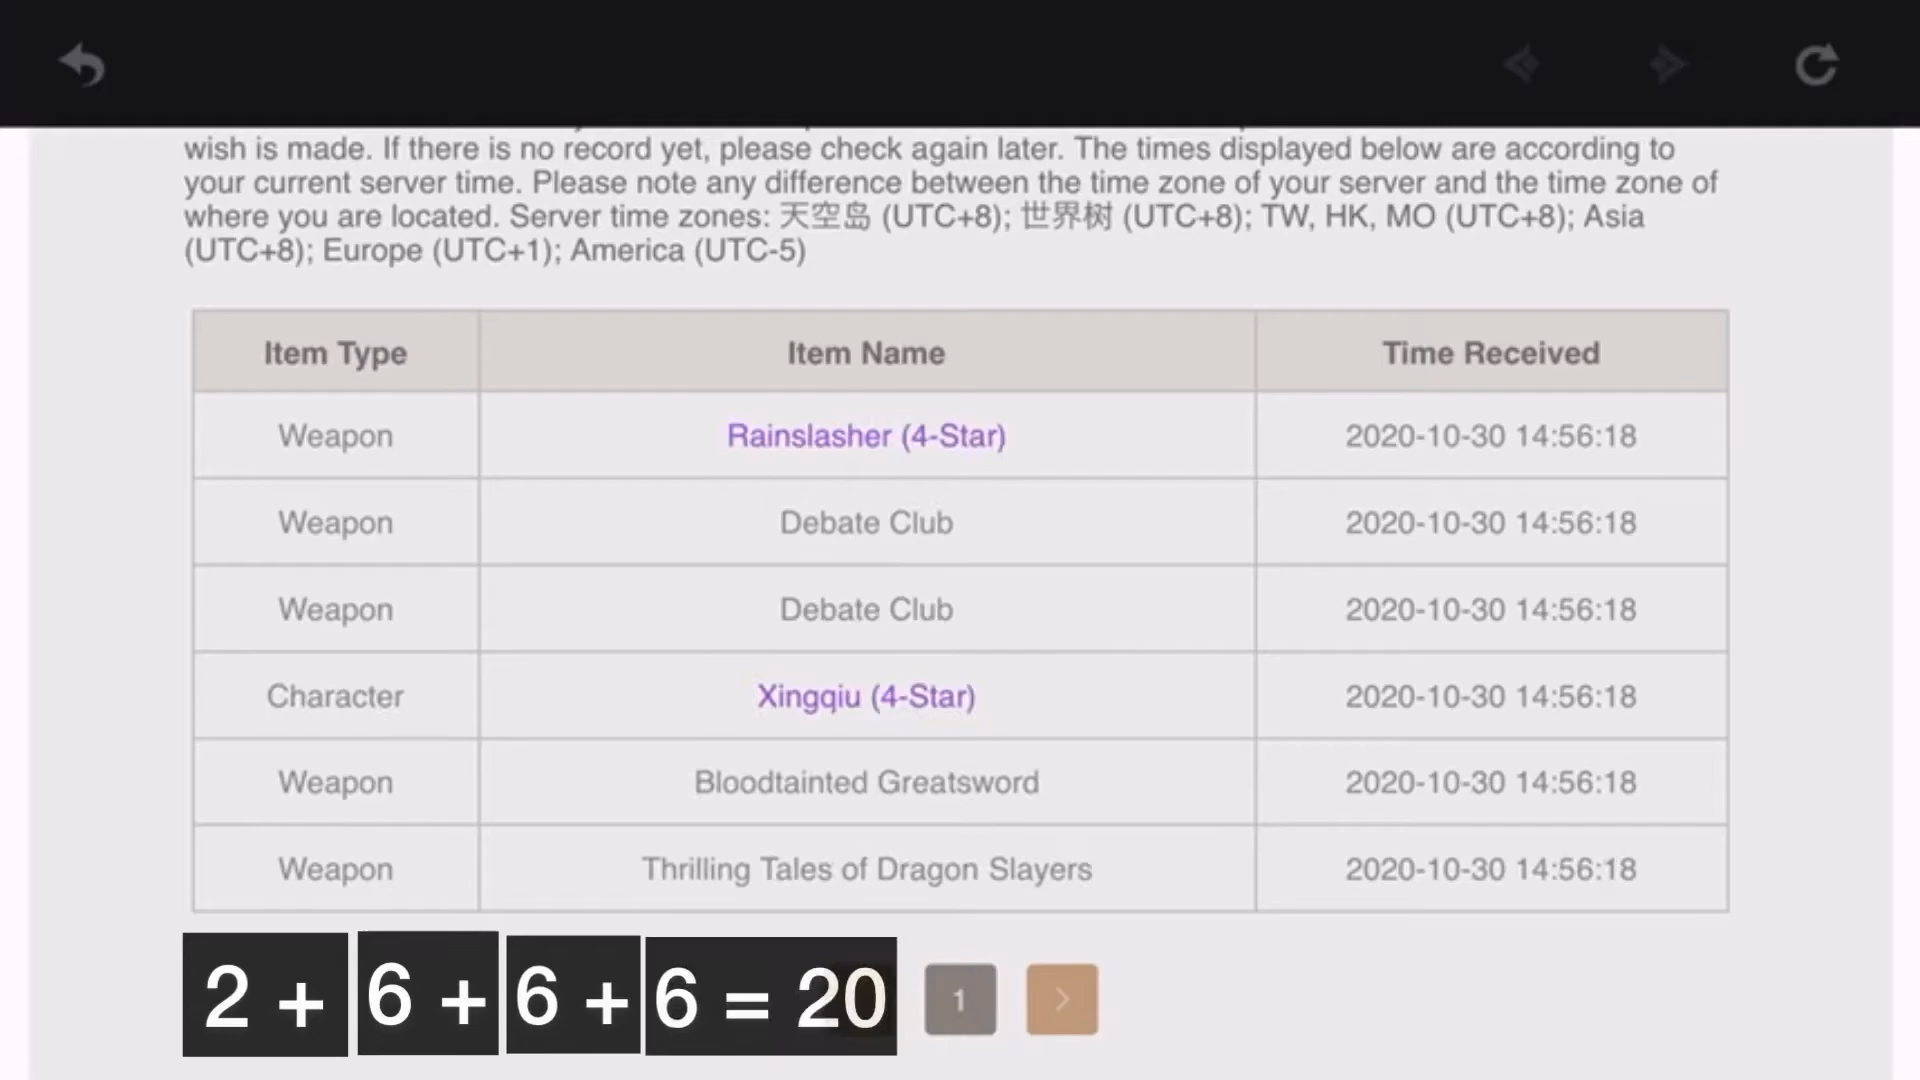 wish is made. If there is no record yet, please check again later. The times displayed below are according to
your current server time. Please note any difference between the time zone of your server and the time zone of
where you are located. Server time zones: 天空岛 (UTC+8); 世界树 (UTC+8); TW, HK, MO (UTC+8); Asia
(UTC+8); Europe (UTC+1); America (UTC-5)
Item Type Item Name Time Received
Weapon Rainslasher (4-Star) 2020-10-30 14:56:18
Weapon Debate Club 2020-10-30 14:56:18
Weapon Debate Club 2020-10-30 14:56:18
Character Xingqiu (4-Star) 2020-10-30 14:56:18
Weapon Bloodtainted Greatsword 2020-10-30 14:56:18
Weapon Thrilling Tales of Dragon Slayers 2020-10-30 14:56:18
2 + 6 + 6 + 6 = 20 1 >